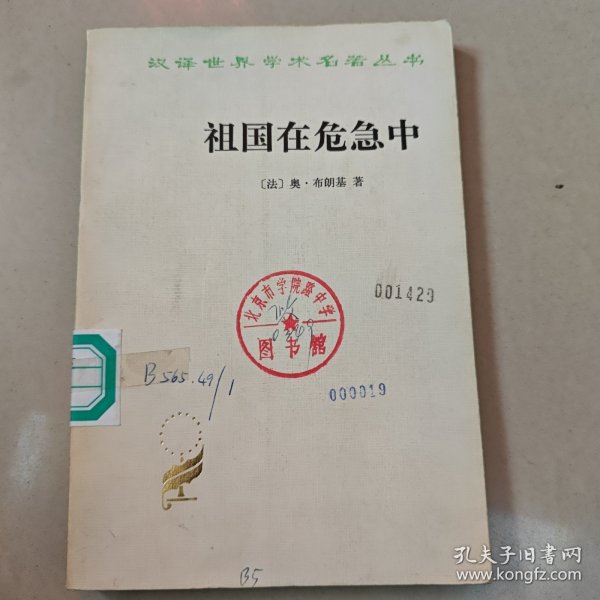 汉译世界学术名著丛书
祖国在危急中
〔法〕奥·布朗基 著
北京市学院路中学
图书馆
001429
B565.49/1
000019
B5
孔夫子旧书网
www.kongfz.com